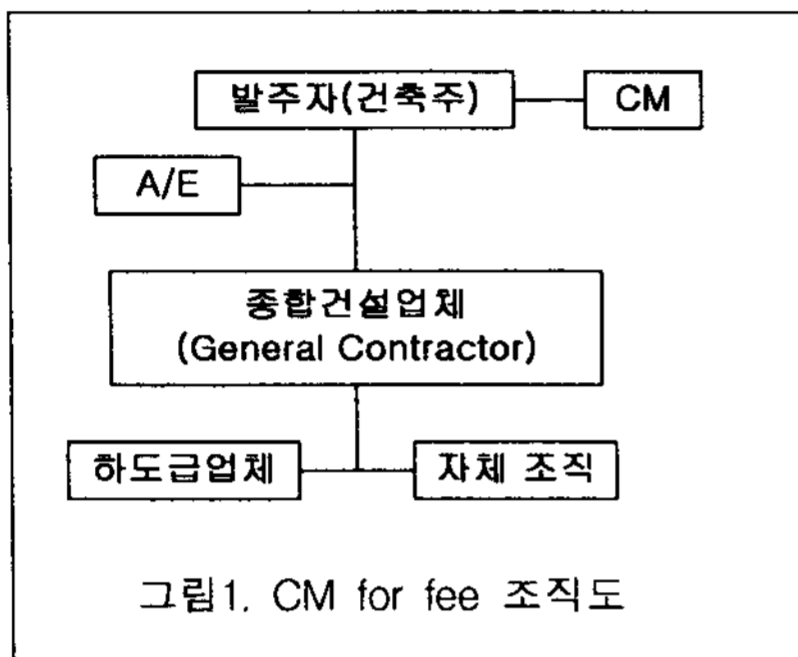 발주자(건축주)
CM
A/E
종합건설업체
(General Contractor)
하도급업체
자체 조직
그림1. CM for fee 조직도